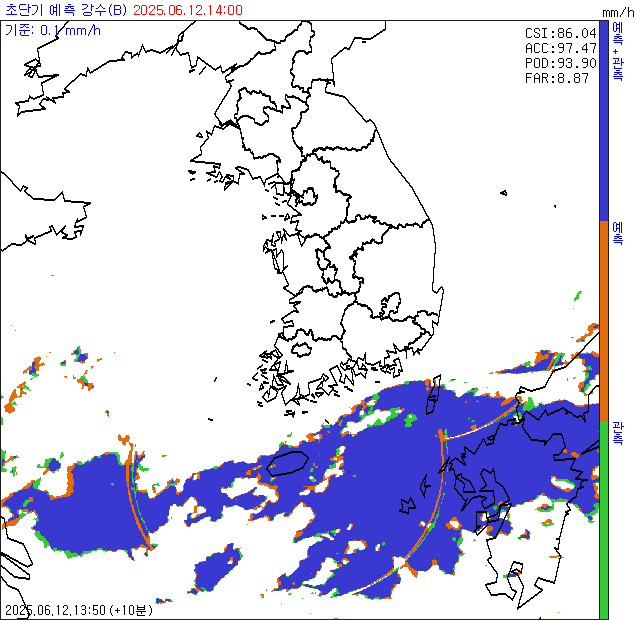 초단기 예측 강수(B) 2025.06.12.14:00
mm/h
기준: 0.1 mm/h
CSI:86.04
ACC:97.47
POD:93.90
FAR:8.87
예측+관측
예측
관측
2025.06.12.13:50 (+10분)